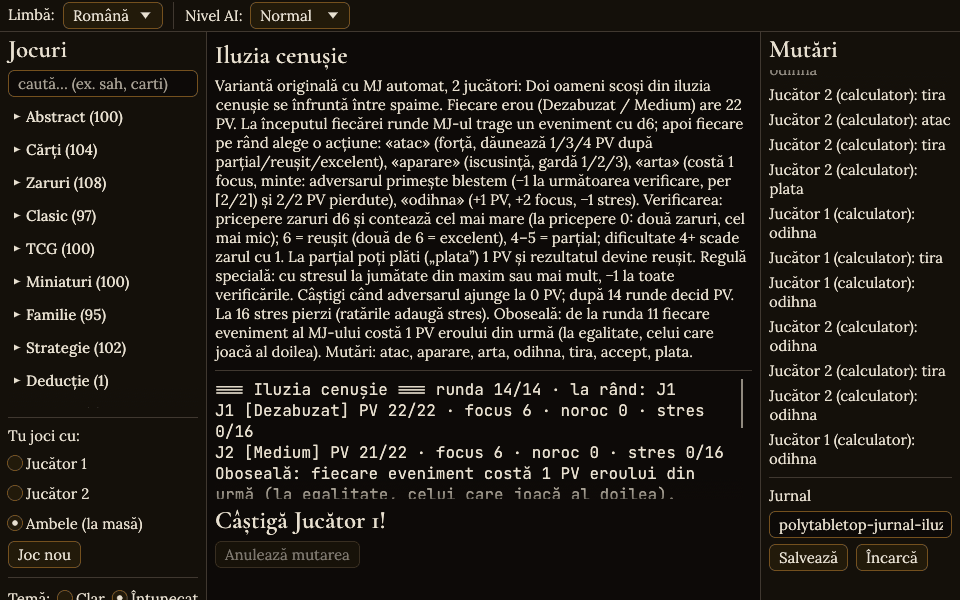 Limbă: Română ▼ Nivel AI: Normal ▼
Jocuri
caută... (ex. sah, carti)
▸ Abstract (100)
▸ Cărți (104)
▸ Zaruri (108)
▸ Clasic (97)
▸ TCG (100)
▸ Miniaturi (100)
▸ Familie (95)
▸ Strategie (102)
▸ Deducție (1)
Tu joci cu:
Jucător 1
Jucător 2
Ambele (la masă)
Joc nou
Temă: Clar Întunecat
Iluzia cenușie
Variantă originală cu MJ automat, 2 jucători: Doi oameni scoși din iluzia
cenușie se înfruntă între spaime. Fiecare erou (Dezabuzat / Medium) are 22
PV. La începutul fiecărei runde MJ-ul trage un eveniment cu d6; apoi fiecare
pe rând alege o acțiune: «atac» (forță, dăunează 1/3/4 PV după
parțial/reușit/excelent), «aparare» (iscusință, gardă 1/2/3), «arta» (costă 1
focus, minte: adversarul primește blestem (−1 la următoarea verificare, per
⌈2/2⌉) și 2/2 PV pierdute), «odihna» (+1 PV, +2 focus, −1 stres). Verificarea:
pricepere zaruri d6 și contează cel mai mare (la pricepere 0: două zaruri, cel
mai mic); 6 = reușit (două de 6 = excelent), 4–5 = parțial; dificultate 4+ scade
zarul cu 1. La parțial poți plăti („plata”) 1 PV și rezultatul devine reușit. Regulă
specială: cu stresul la jumătate din maxim sau mai mult, −1 la toate
verificările. Câștigi când adversarul ajunge la 0 PV; după 14 runde decid PV.
La 16 stres pierzi (ratările adaugă stres). Oboseală: de la runda 11 fiecare
eveniment al MJ-ului costă 1 PV eroului din urmă (la egalitate, celui care
joacă al doilea). Mutări: atac, aparare, arta, odihna, tira, accept, plata.
═══ Iluzia cenușie ═══ runda 14/14 · la rând: J1
J1 [Dezabuzat] PV 22/22 · focus 6 · noroc 0 · stres
0/16
J2 [Medium] PV 21/22 · focus 6 · noroc 0 · stres 0/16
Oboseală: fiecare eveniment costă 1 PV eroului din
urmă (la egalitate, celui care joacă al doilea).
Câștigă Jucător 1!
Anulează mutarea
Mutări
odihna
Jucător 2 (calculator): tira
Jucător 2 (calculator): atac
Jucător 2 (calculator): tira
Jucător 2 (calculator):
plata
Jucător 1 (calculator):
odihna
Jucător 1 (calculator): tira
Jucător 1 (calculator):
odihna
Jucător 2 (calculator):
odihna
Jucător 2 (calculator): tira
Jucător 2 (calculator):
odihna
Jucător 1 (calculator):
odihna
Jurnal
polytabletop-jurnal-iluz
Salvează Încarcă